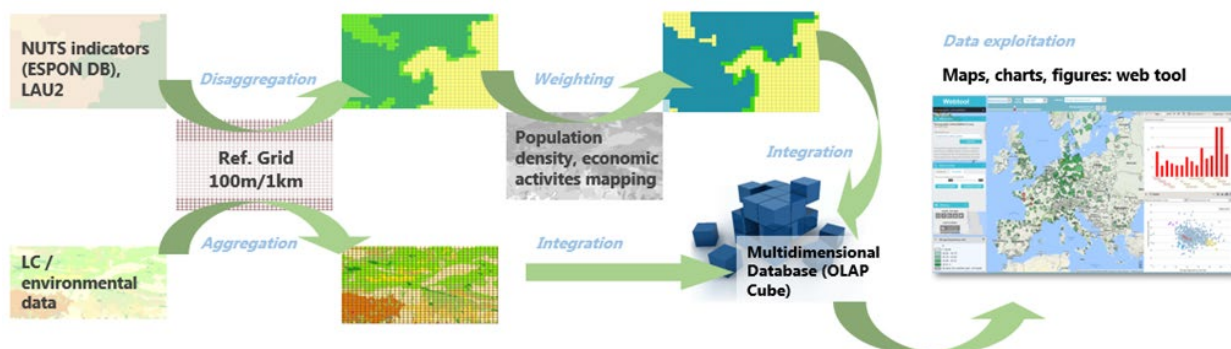 NUTS indicators
(ESPON DB),
LAU2
Disaggregation
Ref. Grid
100m/1km
Aggregation
LC /
environmental
data
Weighting
Population
density, economic
activites mapping
Integration
Integration
Multidimensional
Database (OLAP
Cube)
Data exploitation
Maps, charts, figures: web tool
Webtool